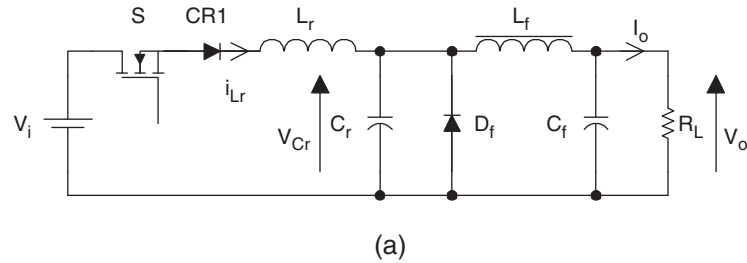 S CR1 L_r L_f I_o
i_Lr
V_i V_Cr C_r D_f C_f R_L V_o
(a)